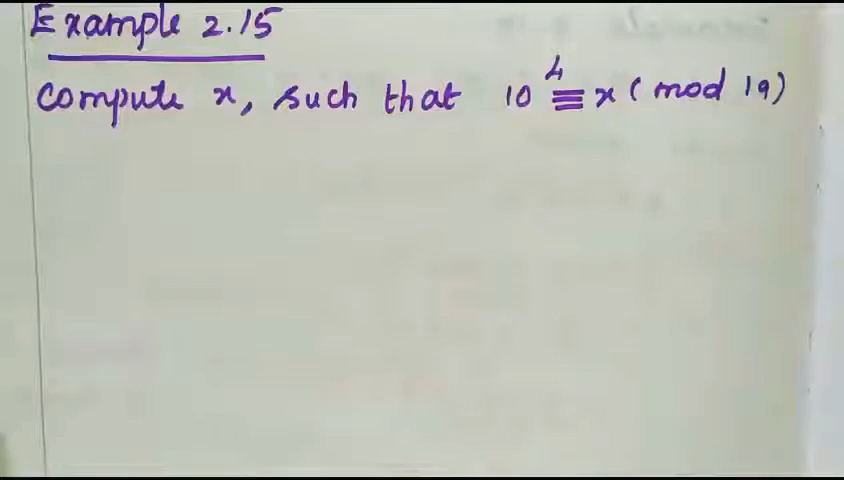 Example 2.15
Compute x, such that 10⁴ ≡ x (mod 19)